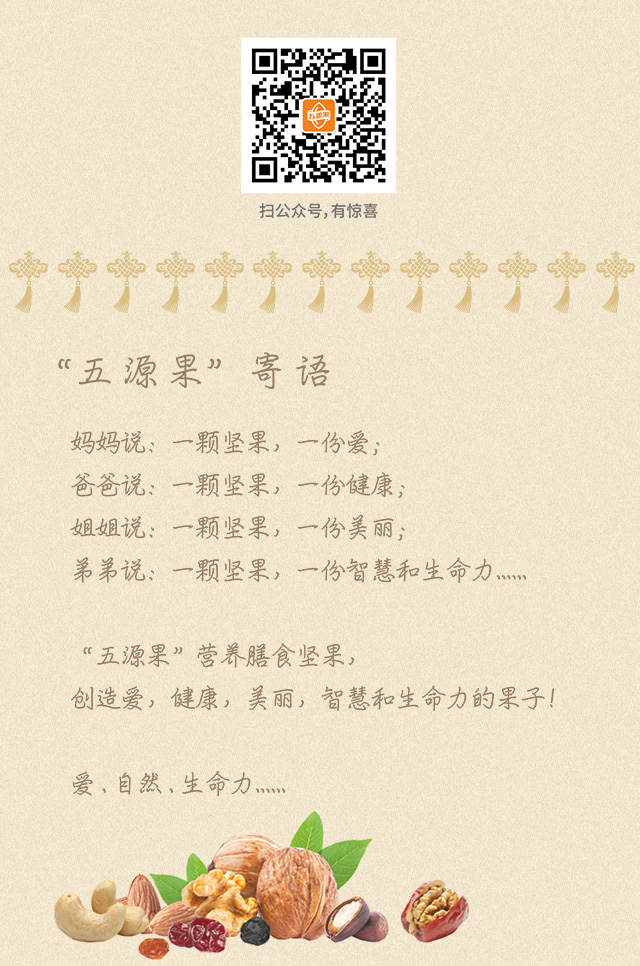 五源果
扫公众号,有惊喜
“五源果”寄语
妈妈说：一颗坚果，一份爱；
爸爸说：一颗坚果，一份健康；
姐姐说：一颗坚果，一份美丽；
弟弟说：一颗坚果，一份智慧和生命力……
“五源果”营养膳食坚果，
创造爱，健康，美丽，智慧和生命力的果子！
爱、自然、生命力……